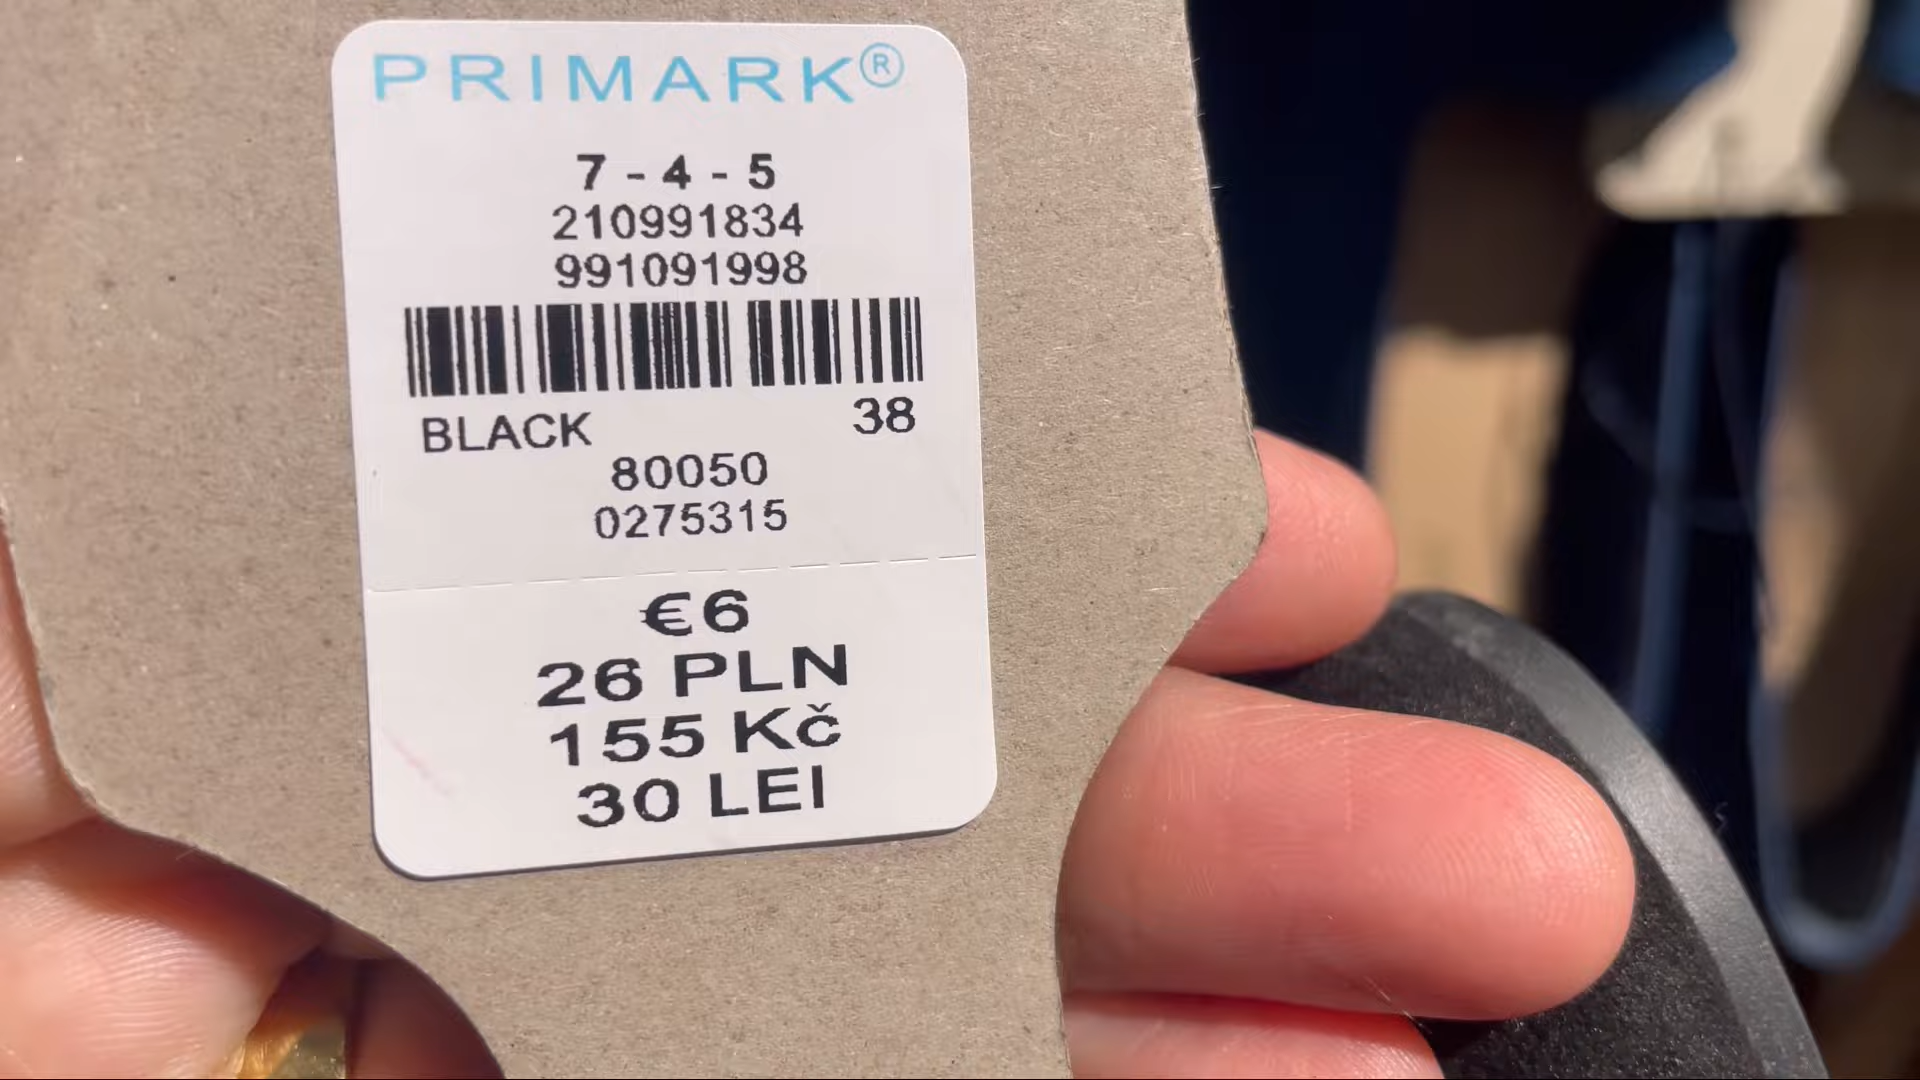 PRIMARK®
7 - 4 - 5
210991834
991091998
BLACK 38
80050
0275315
€6
26 PLN
155 Kč
30 LEI